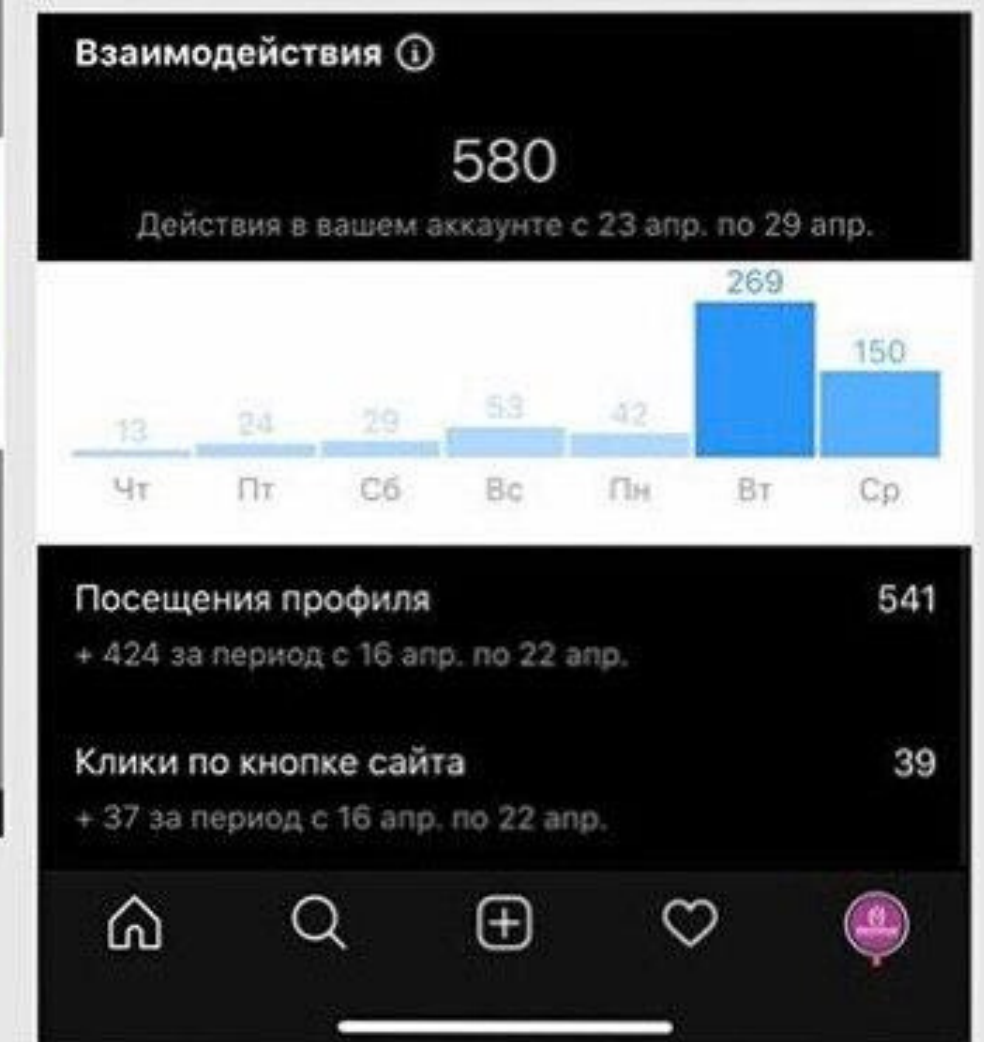 Взаимодействия
580
Действия в вашем аккаунте с 23 апр. по 29 апр.
13 24 29 53 42 269 150
Чт Пт Сб Вс Пн Вт Ср
Посещения профиля 541
+ 424 за период с 16 апр. по 22 апр.
Клики по кнопке сайта 39
+ 37 за период с 16 апр. по 22 апр.